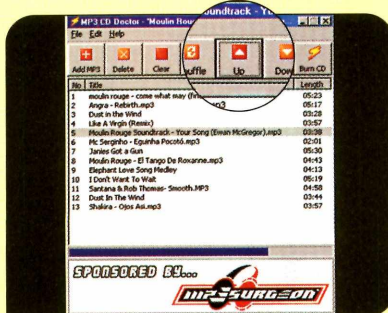 MP3 CD Doctor - "Moulin Rouge Soundtrack - Yo
File Edit Help
Add MP3 Delete Clear Shuffle Up Down Burn CD
No Title Length
1 moulin rouge - come what may (fin 05:23
2 Angra - Rebirth.mp3 05:17
3 Dust in the Wind 03:28
4 Like A Virgin (Remix) 03:57
5 Moulin Rouge Soundtrack - Your Song (Ewan McGregor).mp3 03:38
6 Mc Serginho - Eguinha Pocotó.mp3 02:01
7 Janies Got a Gun 05:30
8 Moulin Rouge - El Tango De Roxanne.mp3 04:43
9 Elephant Love Song Medley 04:13
10 I Don't Want To Wait 05:19
11 Santana & Rob Thomas- Smooth.MP3 04:58
12 Dust In The Wind 03:44
13 Shakira - Ojos Asi.mp3 03:57
SPONSORED BY...
MP3SURGEON